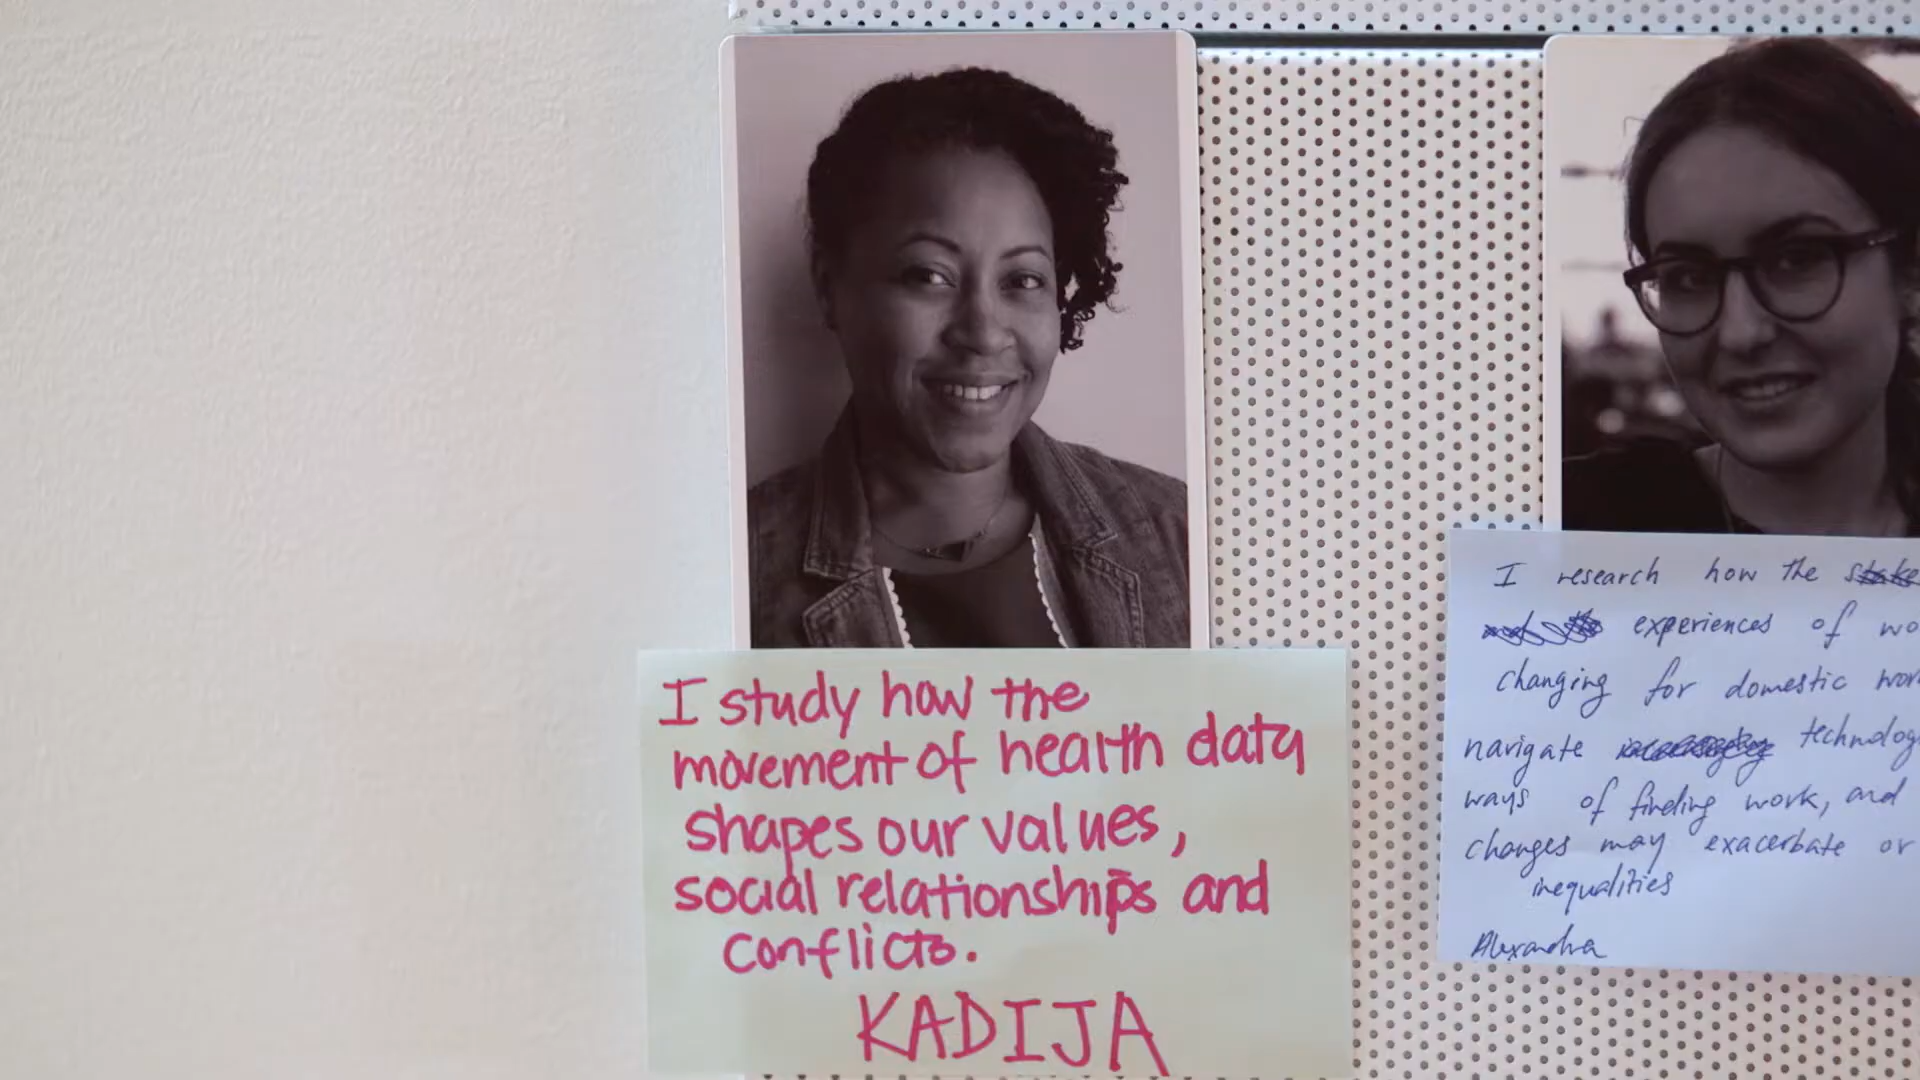 I study how the
movement of health data
shapes our values,
social relationships and
conflicts.
KADIJA
I research how the
experiences of
changing for domestic
navigate
ways of finding work, and
changes may exacerbate or
inequalities
Alexandra